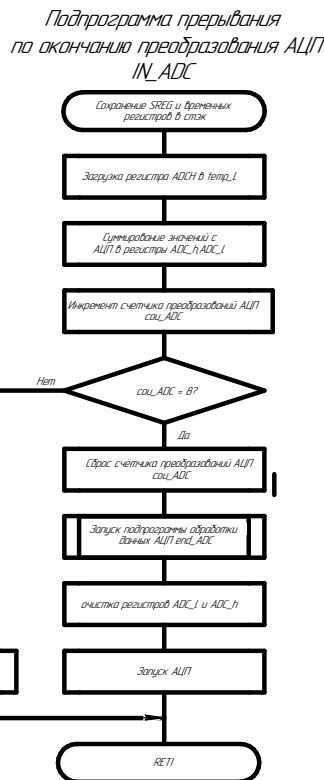 Подпрограмма прерывания
по окончанию преобразования АЦП
IN_ADC
Сохранение SREG и временных
регистров в стэк
Загрузка регистра ADCH в temp_L
Суммирование значений с
АЦП в регистры ADC_h,ADC_l
Инкремент счетчика преобразований АЦП
cou_ADC
Нет
cou_ADC = 8?
Да
Сброс счётчика преобразований АЦП
cou_ADC
Запуск подпрограммы обработки
данных АЦП end_ADC
очистка регистров ADC_l и ADC_h
Запуск АЦП
RETI